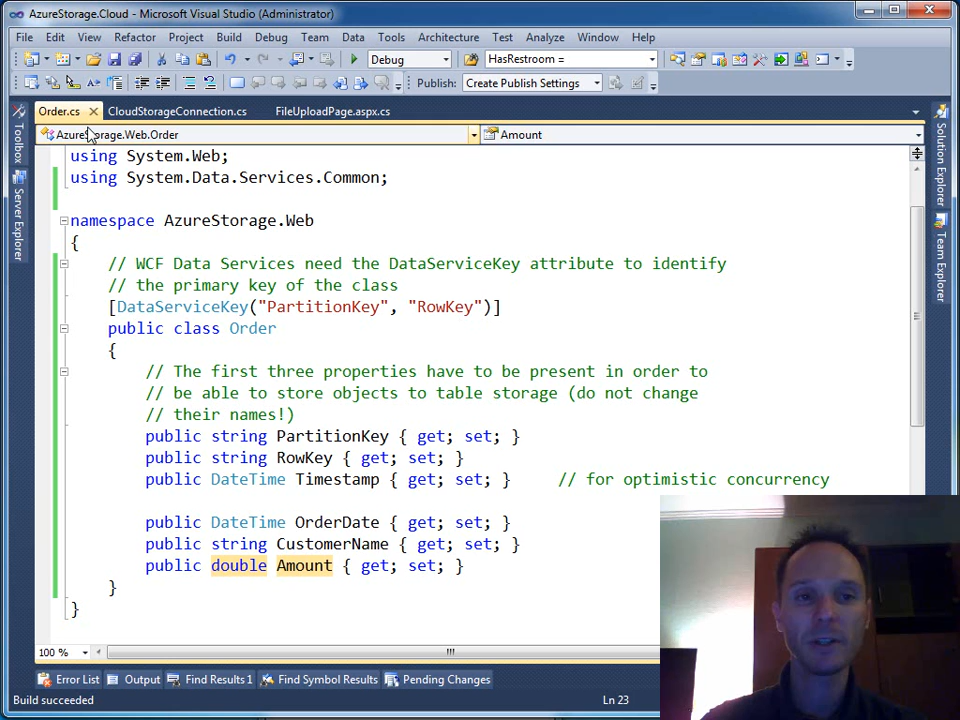 AzureStorage.Cloud - Microsoft Visual Studio (Administrator)
File Edit View Refactor Project Build Debug Team Data Tools Architecture Test Analyze Window Help
Debug HasRestroom =
Publish: Create Publish Settings
Order.cs CloudStorageConnection.cs FileUploadPage.aspx.cs
AzureStorage.Web.Order Amount
Toolbox
Server Explorer
Solution Explorer
Team Explorer
using System.Web;
using System.Data.Services.Common;
namespace AzureStorage.Web
{
// WCF Data Services need the DataServiceKey attribute to identify
// the primary key of the class
[DataServiceKey("PartitionKey", "RowKey")]
public class Order
{
// The first three properties have to be present in order to
// be able to store objects to table storage (do not change
// their names!)
public string PartitionKey { get; set; }
public string RowKey { get; set; }
public DateTime Timestamp { get; set; } // for optimistic concurrency
public DateTime OrderDate { get; set; }
public string CustomerName { get; set; }
public double Amount { get; set; }
}
}
100 %
Error List Output Find Results 1 Find Symbol Results Pending Changes
Build succeeded Ln 23